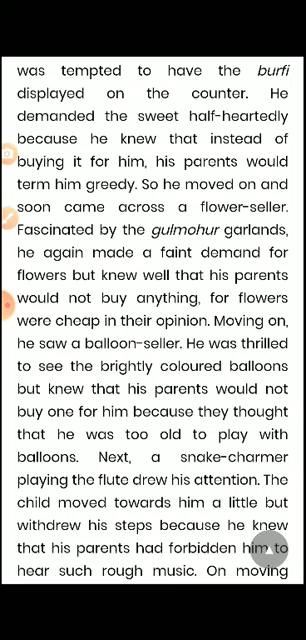 was tempted to have the burfi
displayed on the counter. He
demanded the sweet half-heartedly
because he knew that instead of
buying it for him, his parents would
term him greedy. So he moved on and
soon came across a flower-seller.
Fascinated by the gulmohur garlands,
he again made a faint demand for
flowers but knew well that his parents
would not buy anything, for flowers
were cheap in their opinion. Moving on,
he saw a balloon-seller. He was thrilled
to see the brightly coloured balloons
but knew that his parents would not
buy one for him because they thought
that he was too old to play with
balloons. Next, a snake-charmer
playing the flute drew his attention. The
child moved towards him a little but
withdrew his steps because he knew
that his parents had forbidden him to
hear such rough music. On moving